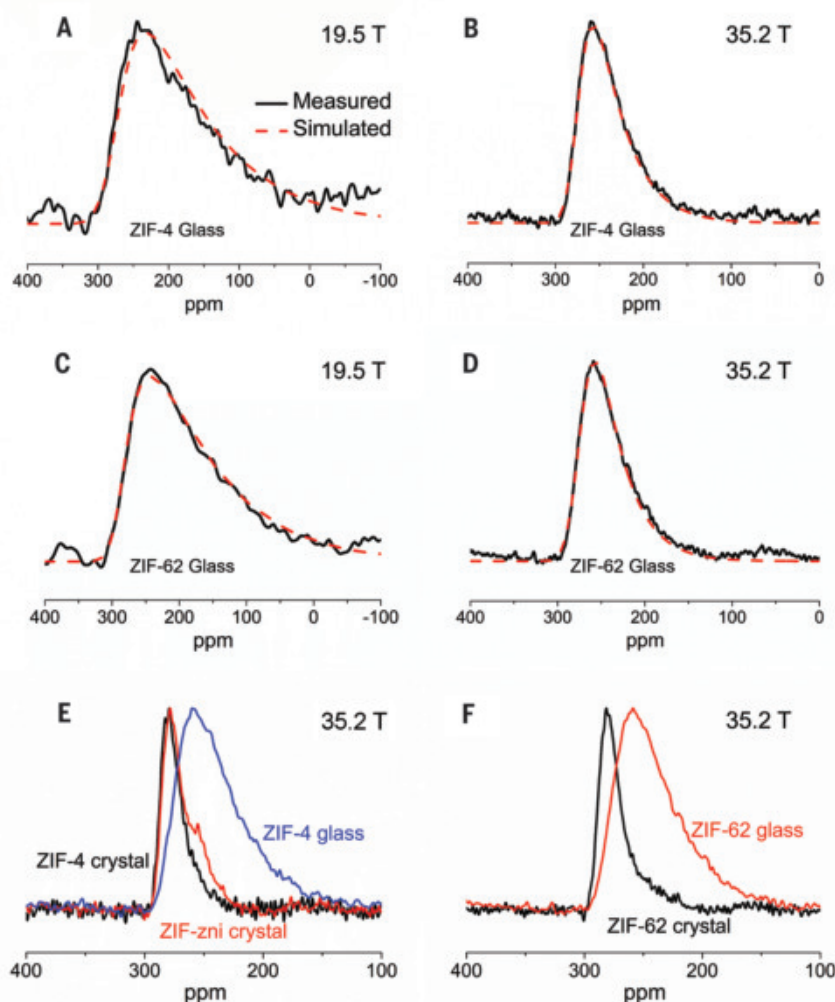 A 19.5 T
Measured
Simulated
ZIF-4 Glass
400 300 200 100 0 -100
ppm
B 35.2 T
ZIF-4 Glass
400 300 200 100 0
ppm
C 19.5 T
ZIF-62 Glass
400 300 200 100 0 -100
ppm
D 35.2 T
ZIF-62 Glass
400 300 200 100 0
ppm
E 35.2 T
ZIF-4 glass
ZIF-4 crystal
ZIF-zni crystal
400 300 200 100
ppm
F 35.2 T
ZIF-62 glass
ZIF-62 crystal
400 300 200 100
ppm